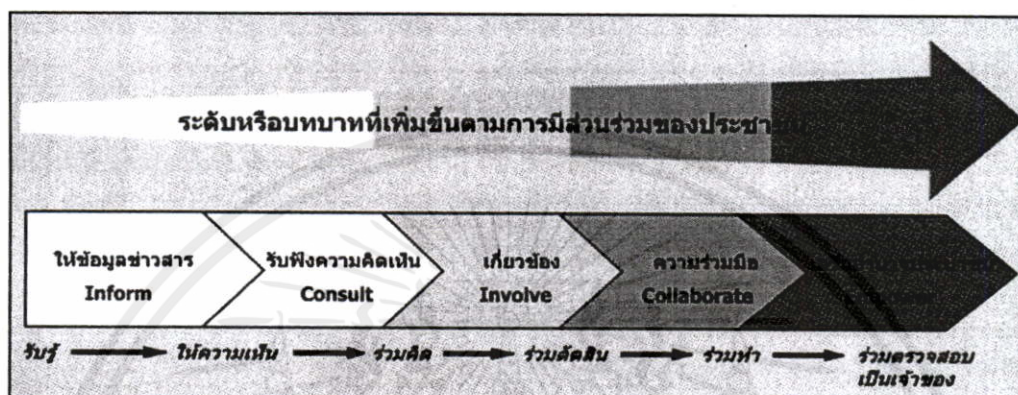 ระดับหรือบทบาทที่เพิ่มขึ้นตามการมีส่วนร่วมของประชาชน
ให้ข้อมูลข่าวสาร
Inform
รับฟังความคิดเห็น
Consult
เกี่ยวข้อง
Involve
ความร่วมมือ
Collaborate
รับรู้
ให้ความเห็น
ร่วมคิด
ร่วมตัดสิน
ร่วมทำ
ร่วมตรวจสอบ
เป็นเจ้าของ